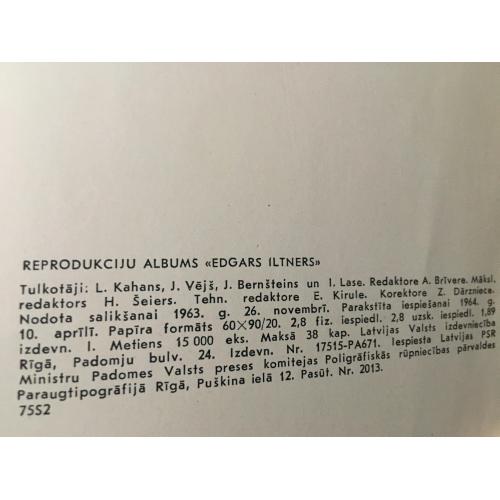 REPRODUKCIJU ALBUMS «EDGARS ILTNERS»
Tulkotāji: L. Kahans, J. Vējš, J. Bernšteins un I. Lase. Redaktore A. Brīvere. Māksl.
redaktors H. Šeiers. Tehn. redaktore E. Kirule. Korektore Z. Dārzniece.
Nodota salikšanai 1963. g. 26. novembrī. Parakstīta iespiešanai 1964. g.
10. aprīlī. Papīra formāts 60×90/20. 2,8 fiz. iespiedl. 2,8 uzsk. iespiedl. 1,89
izdevn. l. Metiens 15 000 eks. Maksā 38 kap. Latvijas Valsts izdevniecība
Rīgā, Padomju bulv. 24. Izdevn. Nr. 17515-PA671. Iespiesta Latvijas PSR
Ministru Padomes Valsts preses komitejas Poligrāfiskās rūpniecības pārvaldes
Paraugtipogrāfijā Rīgā, Puškina ielā 12. Pasūt. Nr. 2013.
75S2